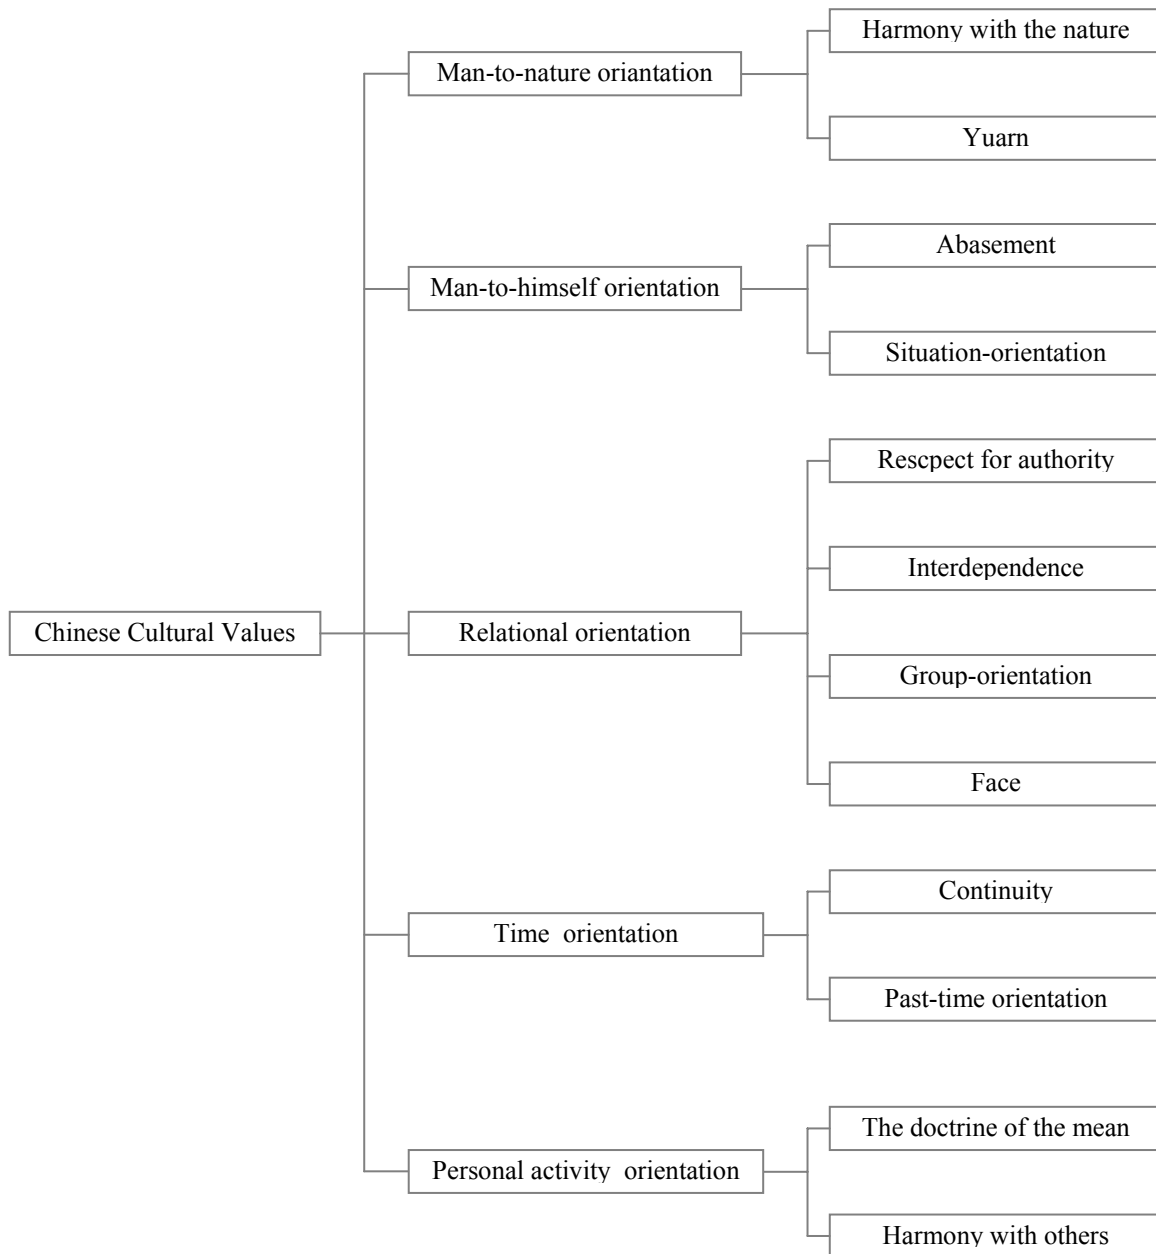 Chinese Cultural Values
Man-to-nature oriantation
Harmony with the nature
Yuarn
Man-to-himself orientation
Abasement
Situation-orientation
Relational orientation
Rescpect for authority
Interdependence
Group-orientation
Face
Time orientation
Continuity
Past-time orientation
Personal activity orientation
The doctrine of the mean
Harmony with others